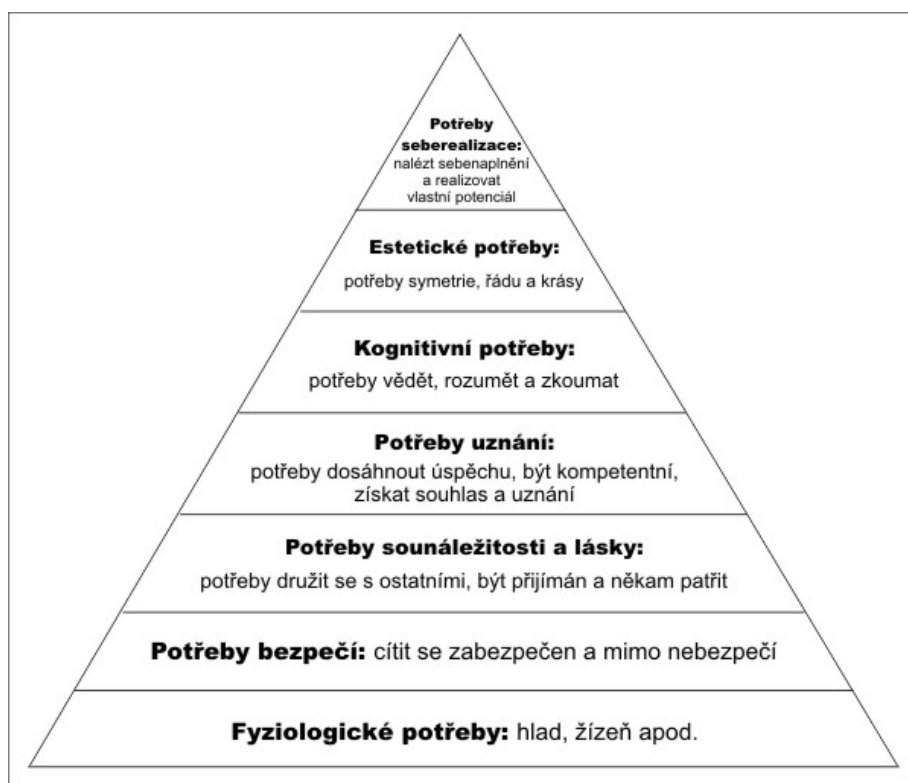 Potřeby
seberealizace:
nalézt sebenaplnění
a realizovat
vlastní potenciál
Estetické potřeby:
potřeby symetrie, řádu a krásy
Kognitivní potřeby:
potřeby vědět, rozumět a zkoumat
Potřeby uznání:
potřeby dosáhnout úspěchu, být kompetentní,
získat souhlas a uznání
Potřeby sounáležitosti a lásky:
potřeby družit se s ostatními, být přijímán a někam patřit
Potřeby bezpečí: cítit se zabezpečen a mimo nebezpečí
Fyziologické potřeby: hlad, žízeň apod.